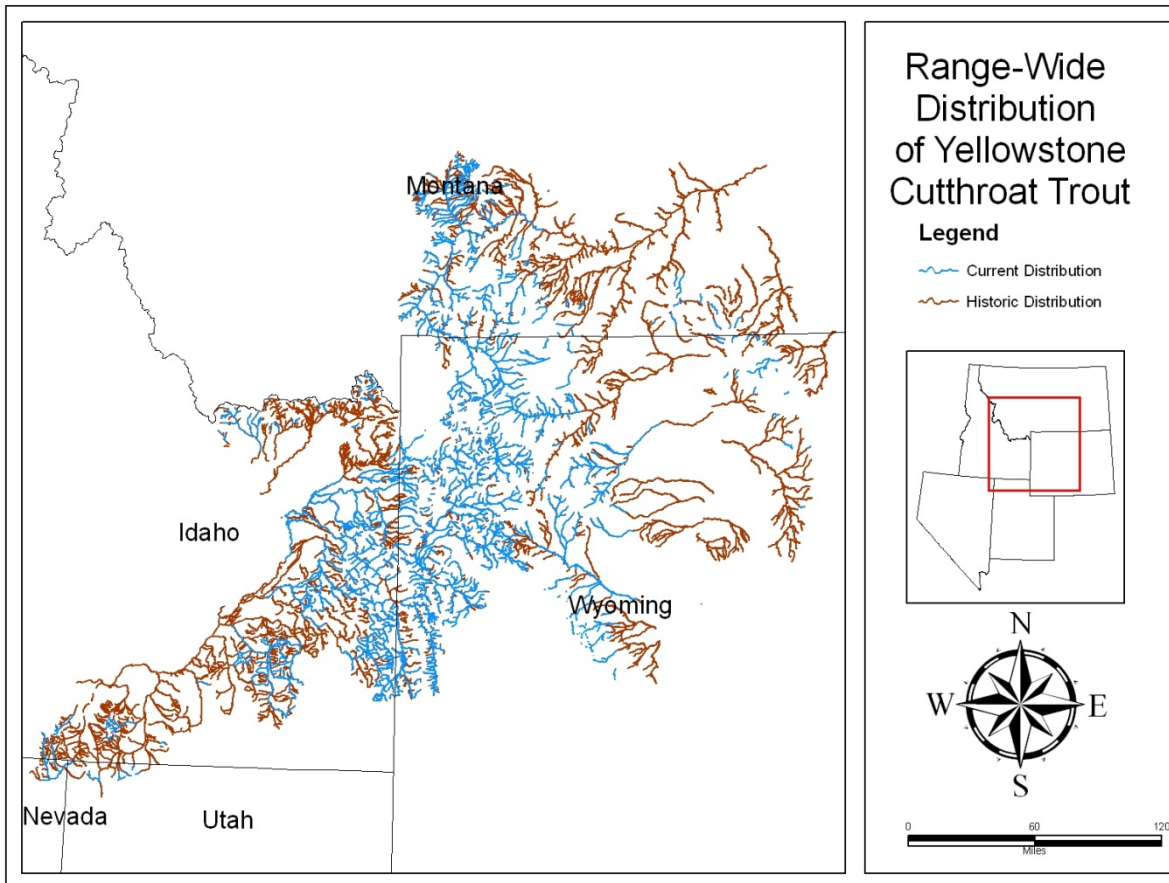 Range-Wide
Distribution
of Yellowstone
Cutthroat Trout
Legend
Current Distribution
Historic Distribution
Montana
Idaho
Wyoming
Nevada
Utah
N
W
E
S
0
60
120
Miles